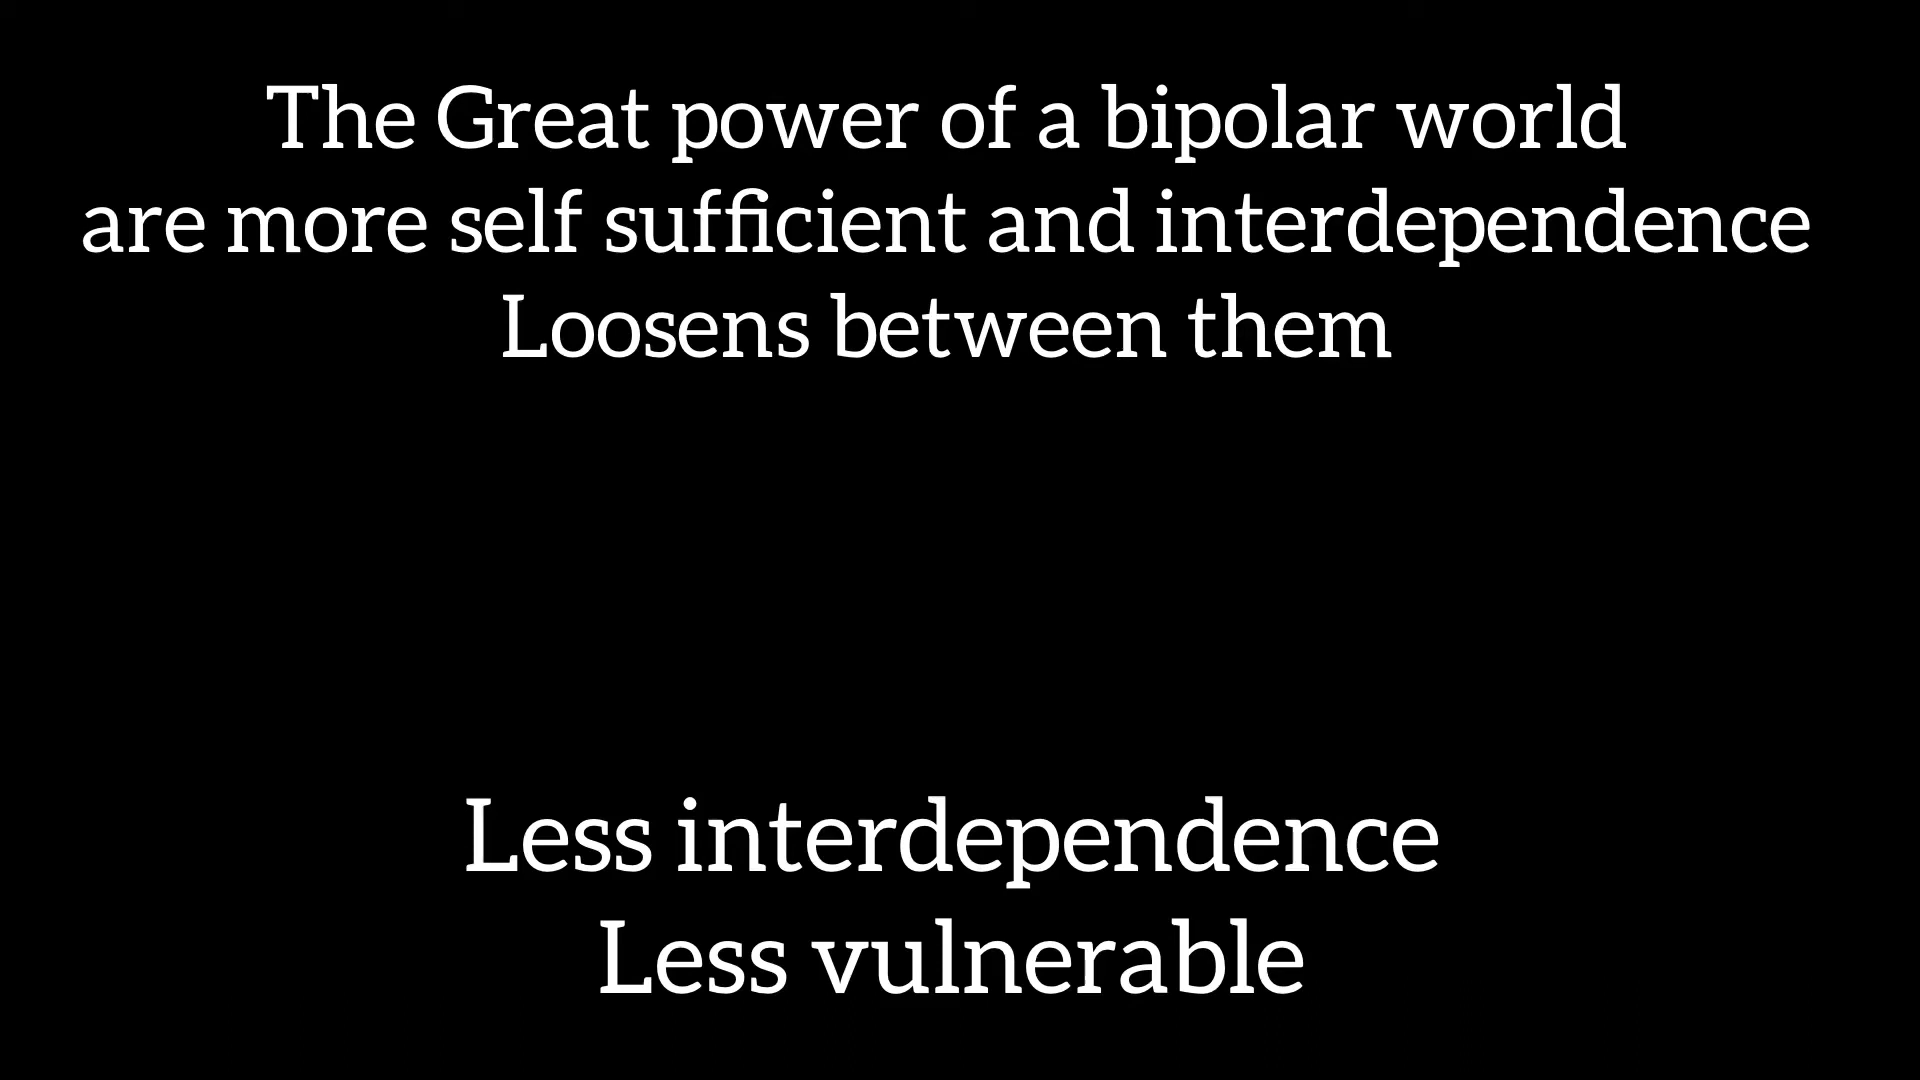 The Great power of a bipolar world
are more self sufficient and interdependence
Loosens between them
Less interdependence
Less vulnerable